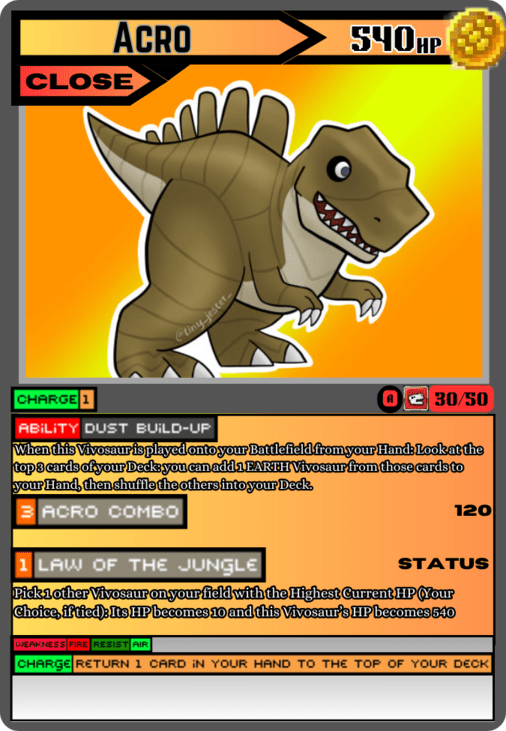 ACRO 540HP
CLOSE
@tiny_jester_
CHARGE 1 A 30/50
ABILITY DUST BUILD-UP
When this Vivosaur is played onto your Battlefield from your Hand: Look at the
top 3 cards of your Deck: you can add 1 EARTH Vivosaur from those cards to
your Hand, then shuffle the others into your Deck.
3 ACRO COMBO 120
1 LAW OF THE JUNGLE STATUS
Pick 1 other Vivosaur on your field with the Highest Current HP (Your
Choice, if tied): Its HP becomes 10 and this Vivosaur's HP becomes 540
WEAKNESS FIRE RESIST AIR
CHARGE RETURN 1 CARD IN YOUR HAND TO THE TOP OF YOUR DECK